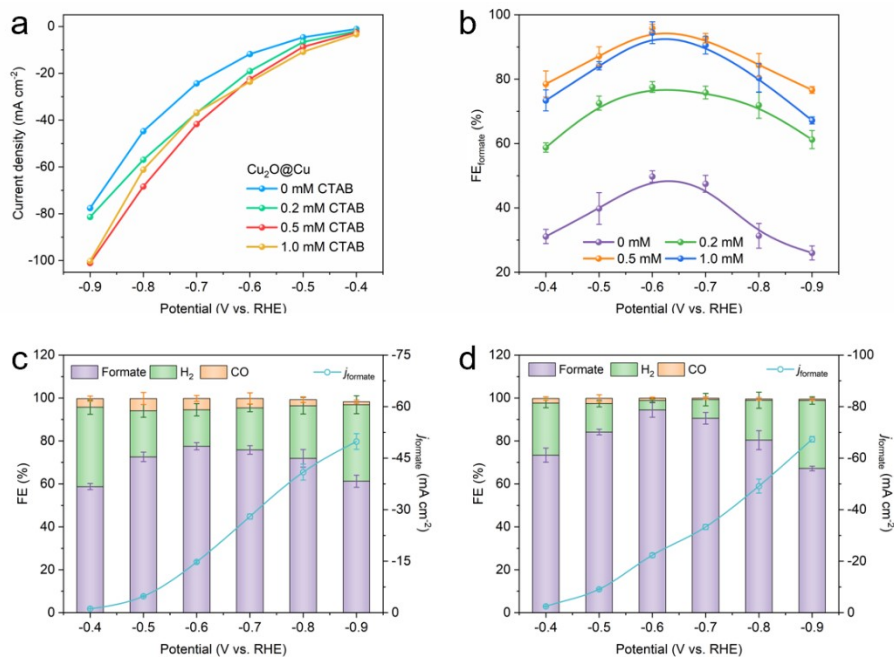 a
0
-20
-40
-60
-80
-100
Current density (mA cm⁻²)
Cu₂O@Cu
0 mM CTAB
0.2 mM CTAB
0.5 mM CTAB
1.0 mM CTAB
-0.9 -0.8 -0.7 -0.6 -0.5 -0.4
Potential (V vs. RHE)
b
100
80
60
40
20
FE_formate (%)
0 mM 0.2 mM
0.5 mM 1.0 mM
-0.4 -0.5 -0.6 -0.7 -0.8 -0.9
Potential (V vs. RHE)
c
120
100
80
60
40
20
0
FE (%)
Formate H₂ CO j_formate
-75
-60
-45
-30
-15
0
j_formate (mA cm⁻²)
-0.4 -0.5 -0.6 -0.7 -0.8 -0.9
Potential (V vs. RHE)
d
120
100
80
60
40
20
0
FE (%)
Formate H₂ CO j_formate
-100
-80
-60
-40
-20
0
j_formate (mA cm⁻²)
-0.4 -0.5 -0.6 -0.7 -0.8 -0.9
Potential (V vs. RHE)